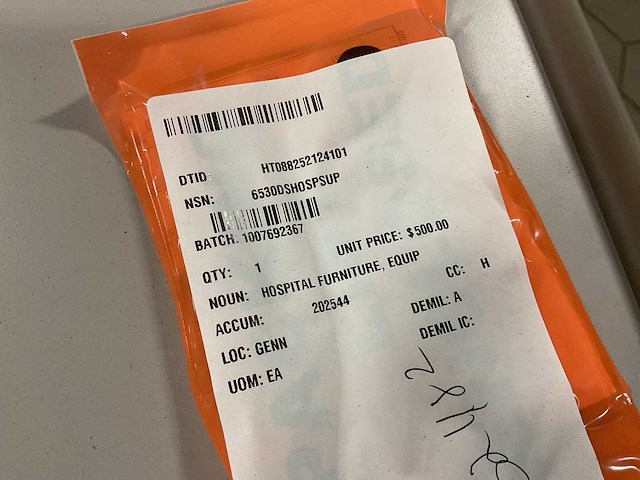 DTID: HT088252124101
NSN: 6530DSHOSPSUP
BATCH: 1007692367
QTY: 1 UNIT PRICE: $500.00
NOUN: HOSPITAL FURNITURE, EQUIP
ACCUM: 202544 CC: H
LOC: GENN DEMIL: A
UOM: EA DEMIL IC: